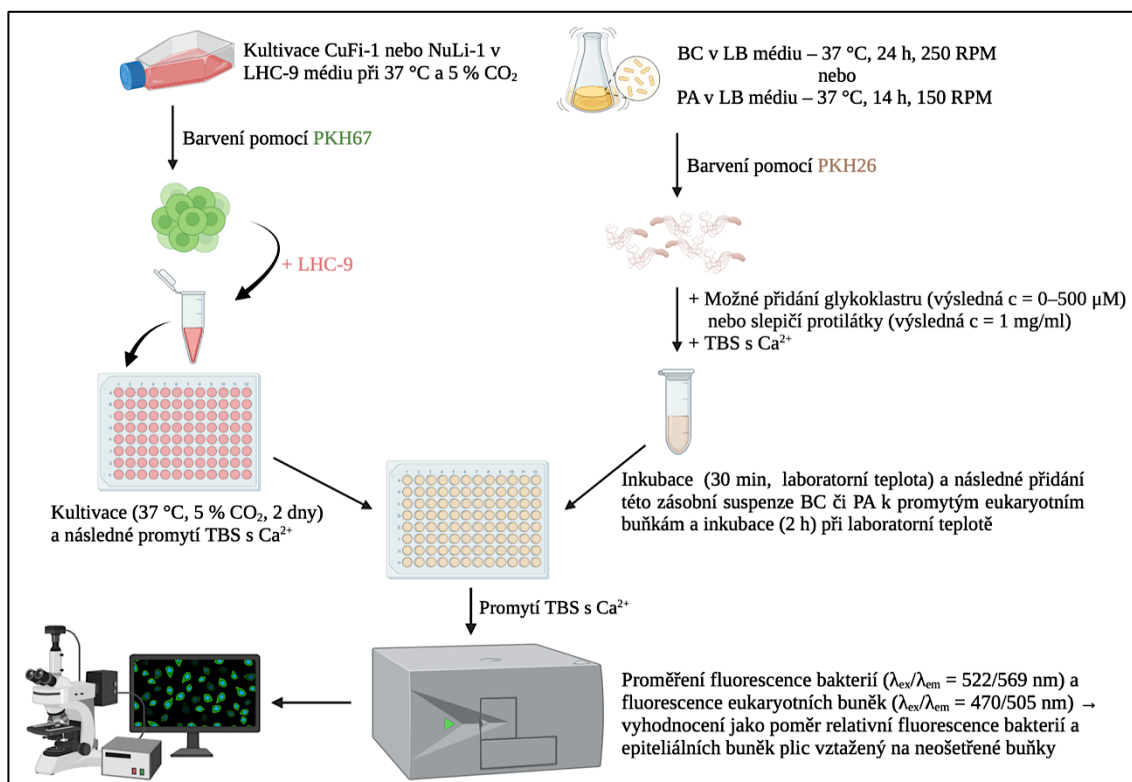 Kultivace CuFi-1 nebo NuLi-1 v
LHC-9 médiu při 37 °C a 5 % CO₂
Barvení pomocí PKH67
+ LHC-9
Kultivace (37 °C, 5 % CO₂, 2 dny)
a následné promytí TBS s Ca²⁺
BC v LB médiu – 37 °C, 24 h, 250 RPM
nebo
PA v LB médiu – 37 °C, 14 h, 150 RPM
Barvení pomocí PKH26
+ Možné přidání glykoklastru (výsledná c = 0–500 μM)
nebo slepičí protilátky (výsledná c = 1 mg/ml)
+ TBS s Ca²⁺
Inkubace (30 min, laboratorní teplota) a následné přidání
této zásobní suspenze BC či PA k promytým eukaryotním
buňkám a inkubace (2 h) při laboratorní teplotě
Promytí TBS s Ca²⁺
Proměření fluorescence bakterií (λex/λem = 522/569 nm) a
fluorescence eukaryotních buněk (λex/λem = 470/505 nm) →
vyhodnocení jako poměr relativní fluorescence bakterií a
epiteliálních buněk plic vztažený na neošetřené buňky